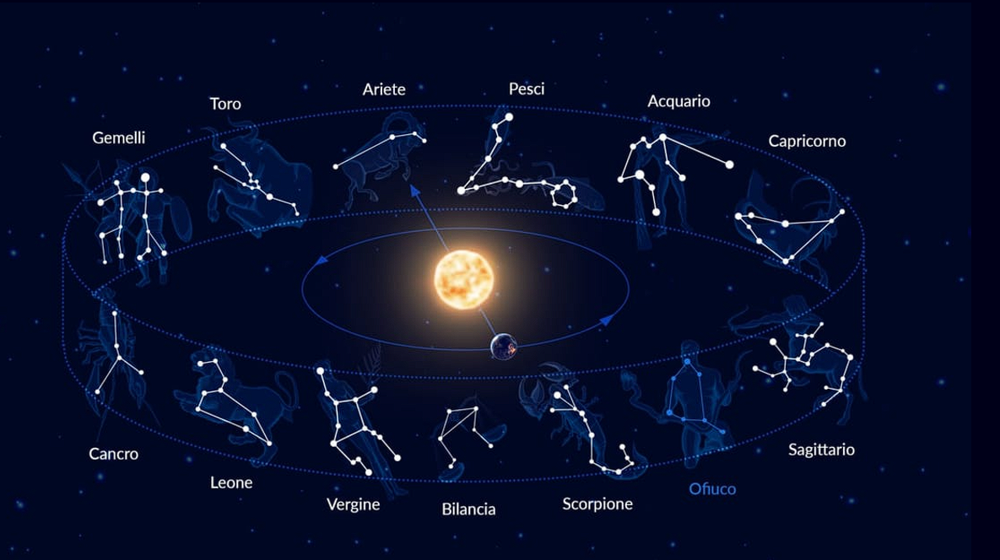 Ariete
Pesci
Toro
Acquario
Gemelli
Capricorno
Cancro
Sagittario
Leone
Ofiuco
Vergine
Bilancia
Scorpione